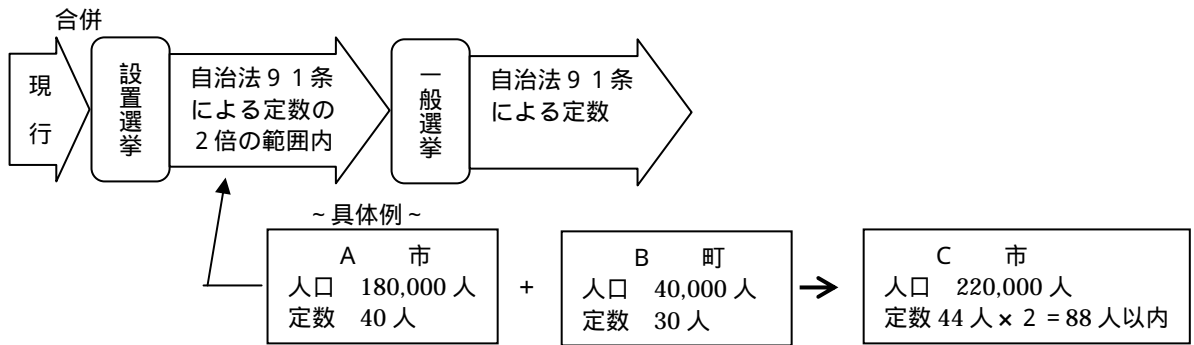 合併
現行
設置選挙
自治法９１条
による定数の
２倍の範囲内
一般選挙
自治法９１条
による定数
~ 具体例 ~
A 市
人口 180,000 人
定数 40 人
+
B 町
人口 40,000 人
定数 30 人
C 市
人口 220,000 人
定数 44 人 × ２ = 88 人以内